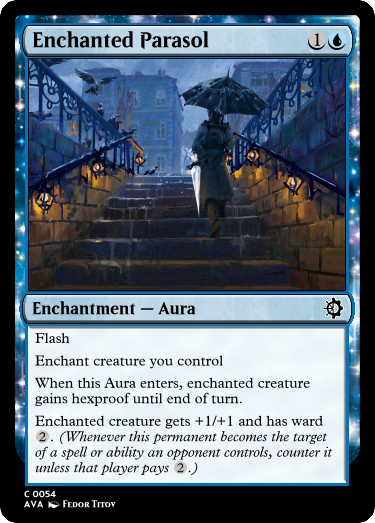 Enchanted Parasol 1
Enchantment — Aura
Flash
Enchant creature you control
When this Aura enters, enchanted creature
gains hexproof until end of turn.
Enchanted creature gets +1/+1 and has ward
2. (Whenever this permanent becomes the target
of a spell or ability an opponent controls, counter it
unless that player pays 2.)
C 0054
AVA Fedor Titov